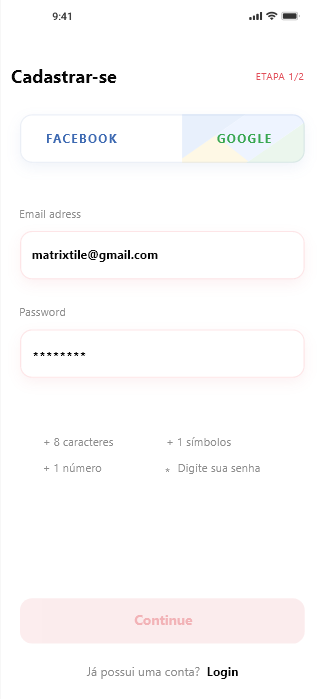 9:41
Cadastrar-se
ETAPA 1/2
FACEBOOK GOOGLE
Email adress
matrixtile@gmail.com
Password
********
+ 8 caracteres + 1 símbolos
+ 1 número * Digite sua senha
Continue
Já possui uma conta? Login